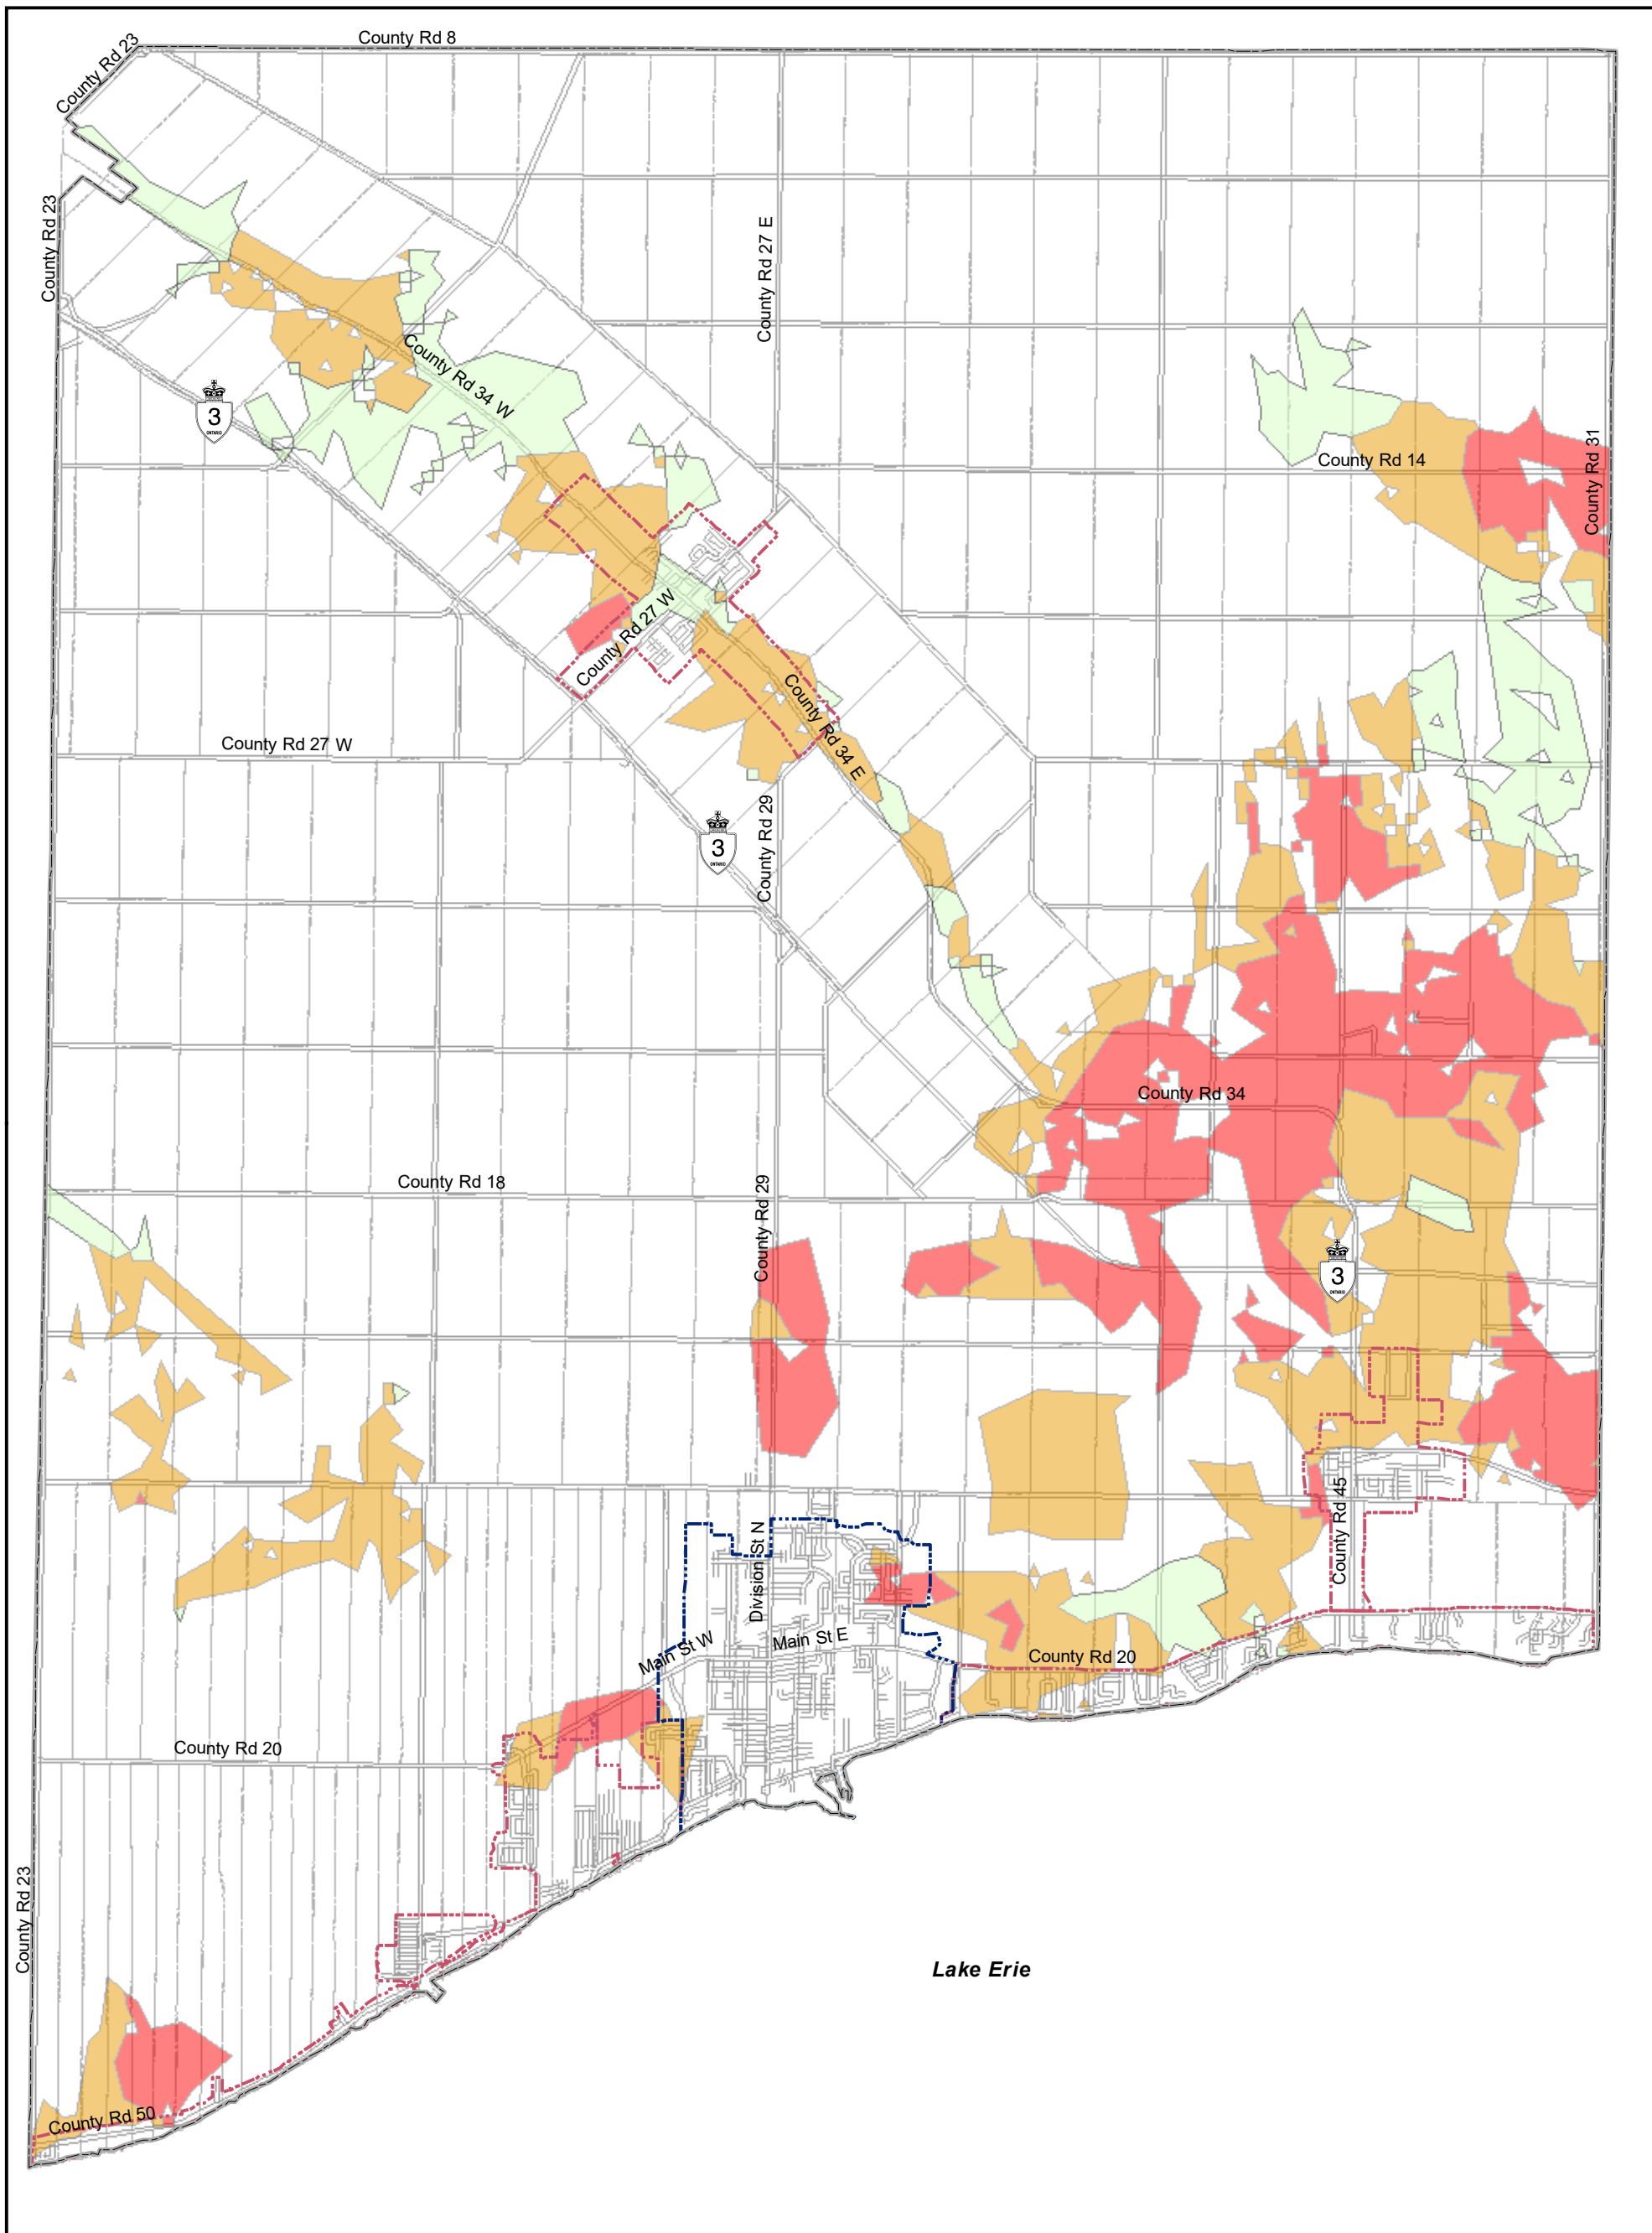 County Rd 8
County Rd 23
County Rd 23
County Rd 27 E
County Rd 34 W
3
ONTARIO
County Rd 14
County Rd 31
County Rd 27 W
County Rd 34 E
County Rd 27 W
3
ONTARIO
County Rd 29
County Rd 34
County Rd 18
County Rd 29
3
ONTARIO
County Rd 45
Division St N
Main St W
Main St E
County Rd 20
County Rd 20
County Rd 23
Lake Erie
County Rd 50